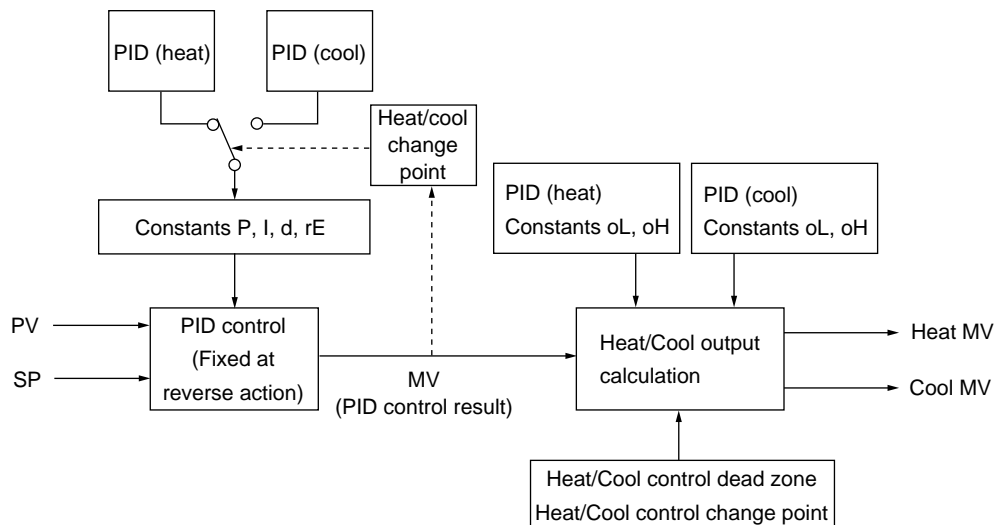 PID (heat)
PID (cool)
Heat/cool
change
point
PID (heat)
Constants oL, oH
PID (cool)
Constants oL, oH
Constants P, I, d, rE
PV
SP
PID control
(Fixed at
reverse action)
MV
(PID control result)
Heat/Cool output
calculation
Heat MV
Cool MV
Heat/Cool control dead zone
Heat/Cool control change point